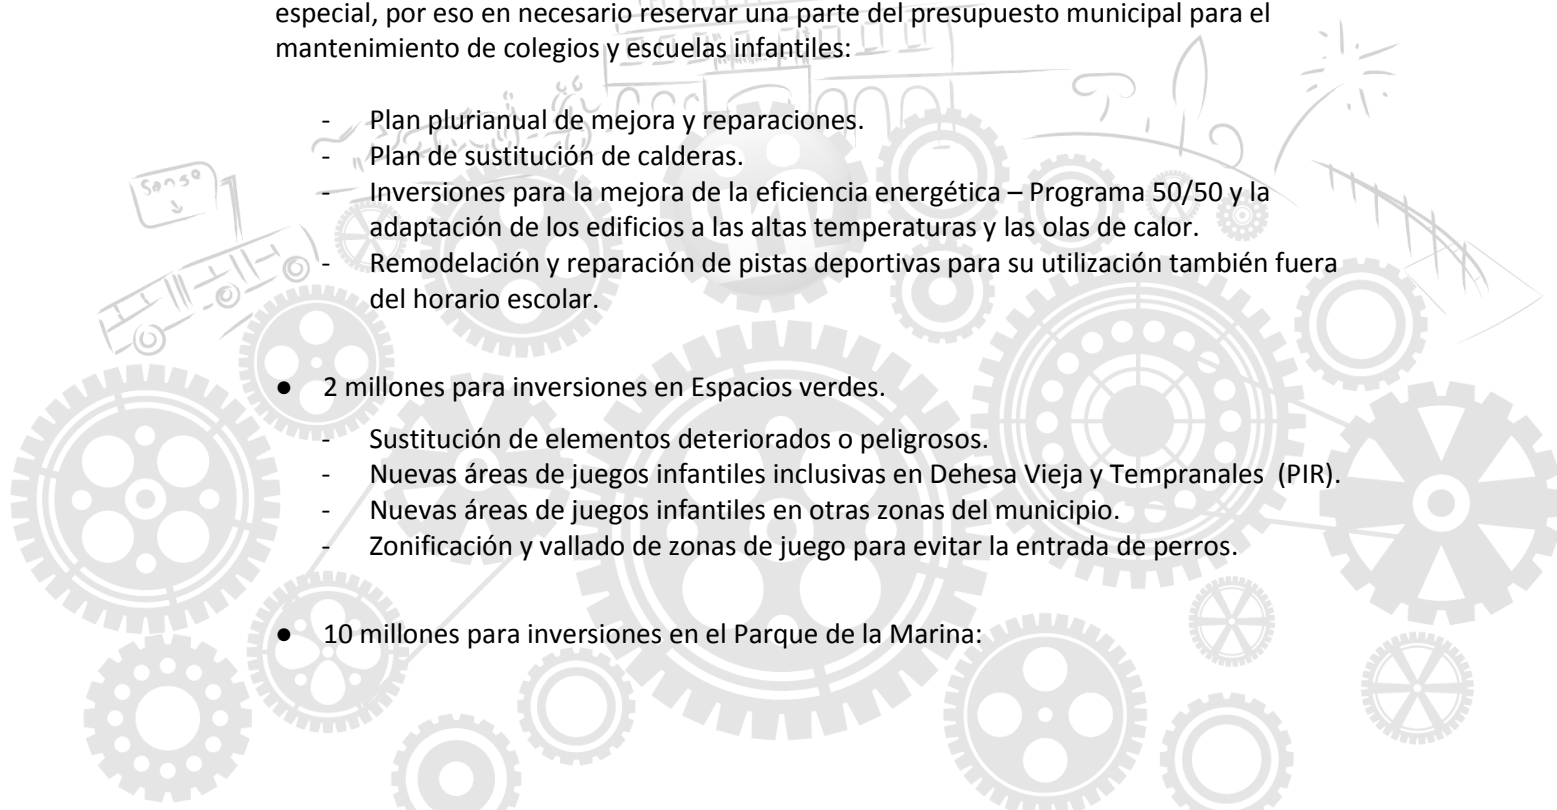 especial, por eso en necesario reservar una parte del presupuesto municipal para el
mantenimiento de colegios y escuelas infantiles:
- Plan plurianual de mejora y reparaciones.
- Plan de sustitución de calderas.
- Inversiones para la mejora de la eficiencia energética – Programa 50/50 y la
adaptación de los edificios a las altas temperaturas y las olas de calor.
- Remodelación y reparación de pistas deportivas para su utilización también fuera
del horario escolar.
● 2 millones para inversiones en Espacios verdes.
- Sustitución de elementos deteriorados o peligrosos.
- Nuevas áreas de juegos infantiles inclusivas en Dehesa Vieja y Tempranales (PIR).
- Nuevas áreas de juegos infantiles en otras zonas del municipio.
- Zonificación y vallado de zonas de juego para evitar la entrada de perros.
● 10 millones para inversiones en el Parque de la Marina: